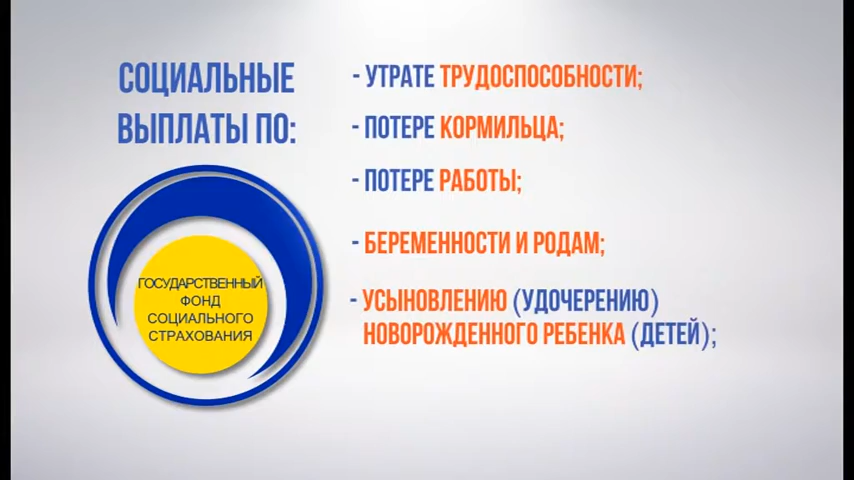 СОЦИАЛЬНЫЕ
ВЫПЛАТЫ ПО:
ГОСУДАРСТВЕННЫЙ
ФОНД
СОЦИАЛЬНОГО
СТРАХОВАНИЯ
- УТРАТЕ ТРУДОСПОСОБНОСТИ;
- ПОТЕРЕ КОРМИЛЬЦА;
- ПОТЕРЕ РАБОТЫ;
- БЕРЕМЕННОСТИ И РОДАМ;
- УСЫНОВЛЕНИЮ (УДОЧЕРЕНИЮ)
НОВОРОЖДЕННОГО РЕБЕНКА (ДЕТЕЙ);